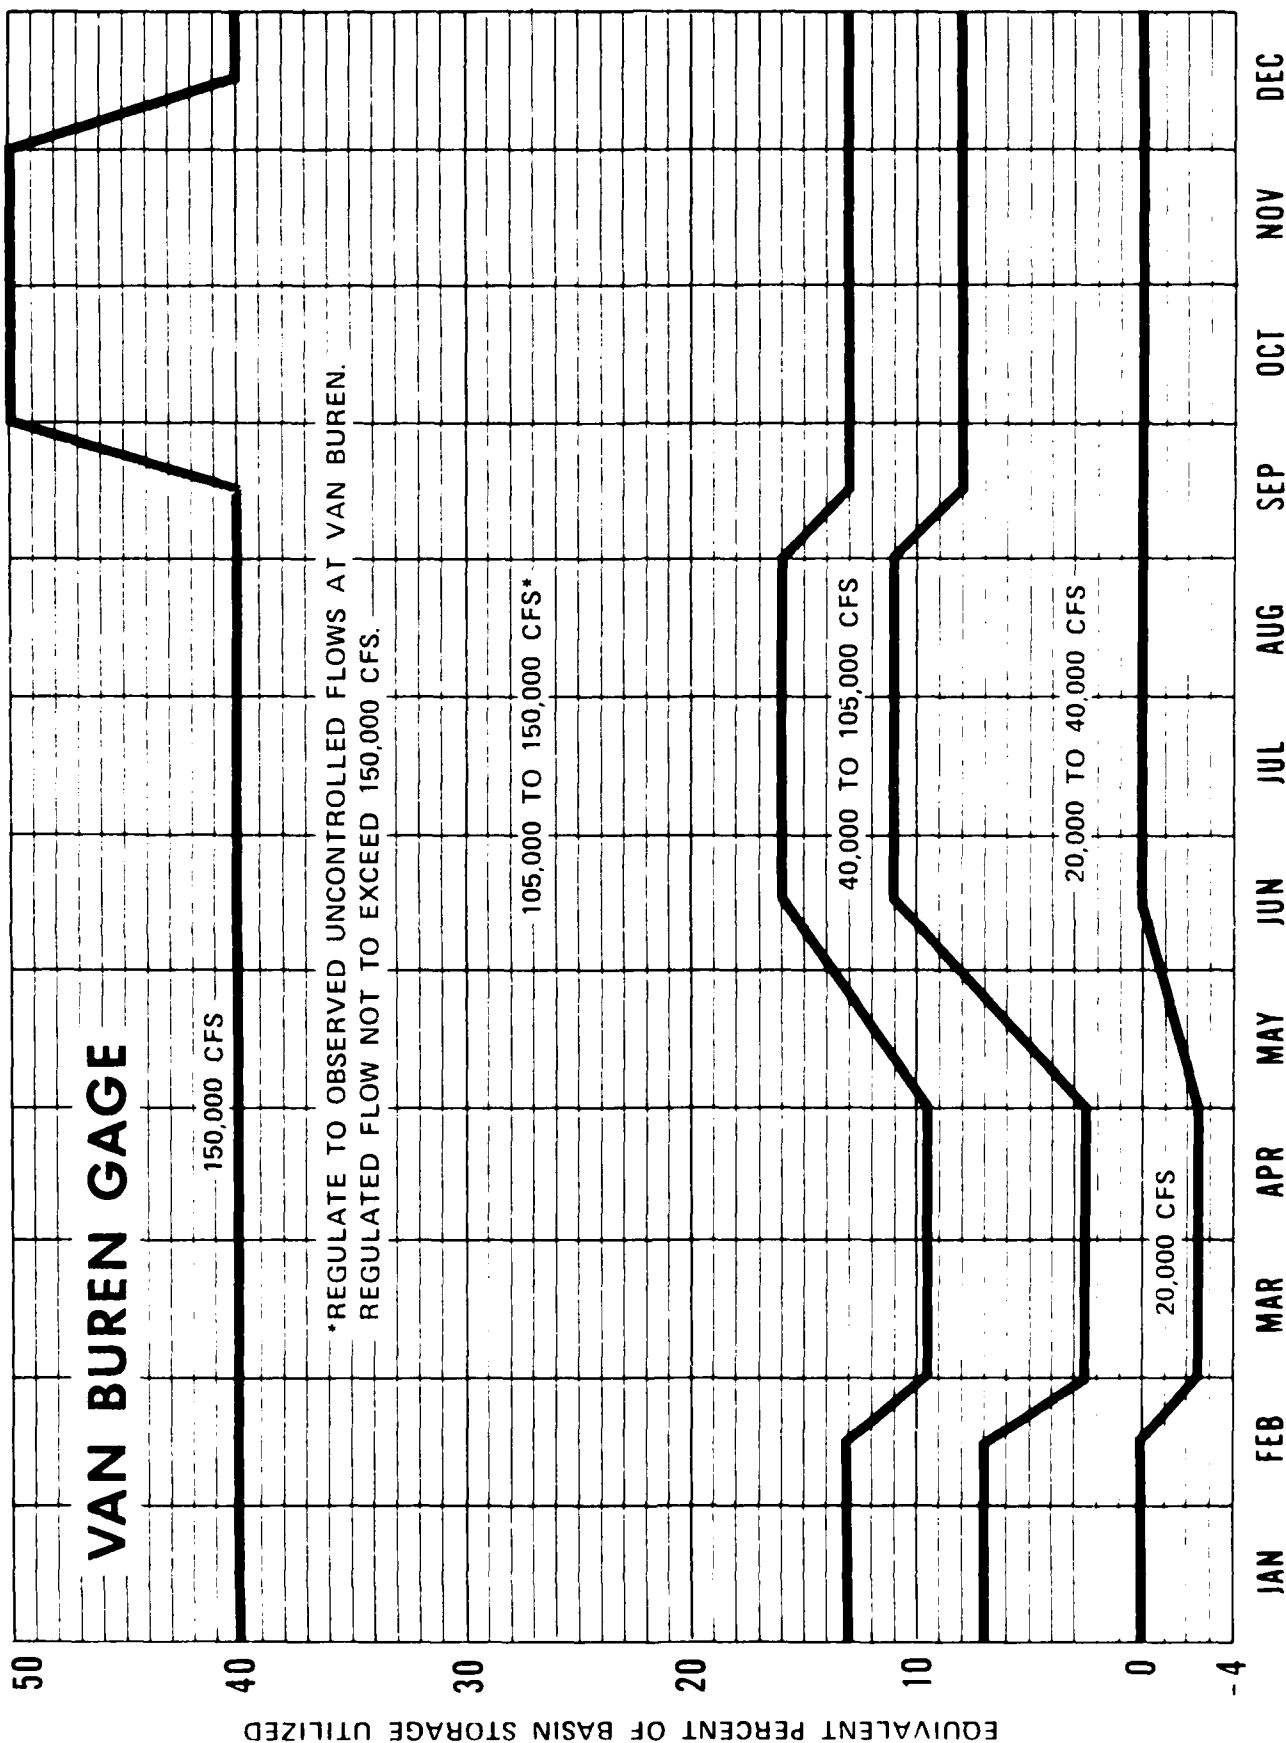 VAN BUREN GAGE
150,000 CFS
*REGULATE TO OBSERVED UNCONTROLLED FLOWS AT VAN BUREN.
REGULATED FLOW NOT TO EXCEED 150,000 CFS.
105,000 TO 150,000 CFS*
40,000 TO 105,000 CFS
20,000 TO 40,000 CFS
20,000 CFS
EQUIVALENT PERCENT OF BASIN STORAGE UTILIZED
50
40
30
20
10
0
-4
JAN FEB MAR APR MAY JUN JUL AUG SEP OCT NOV DEC